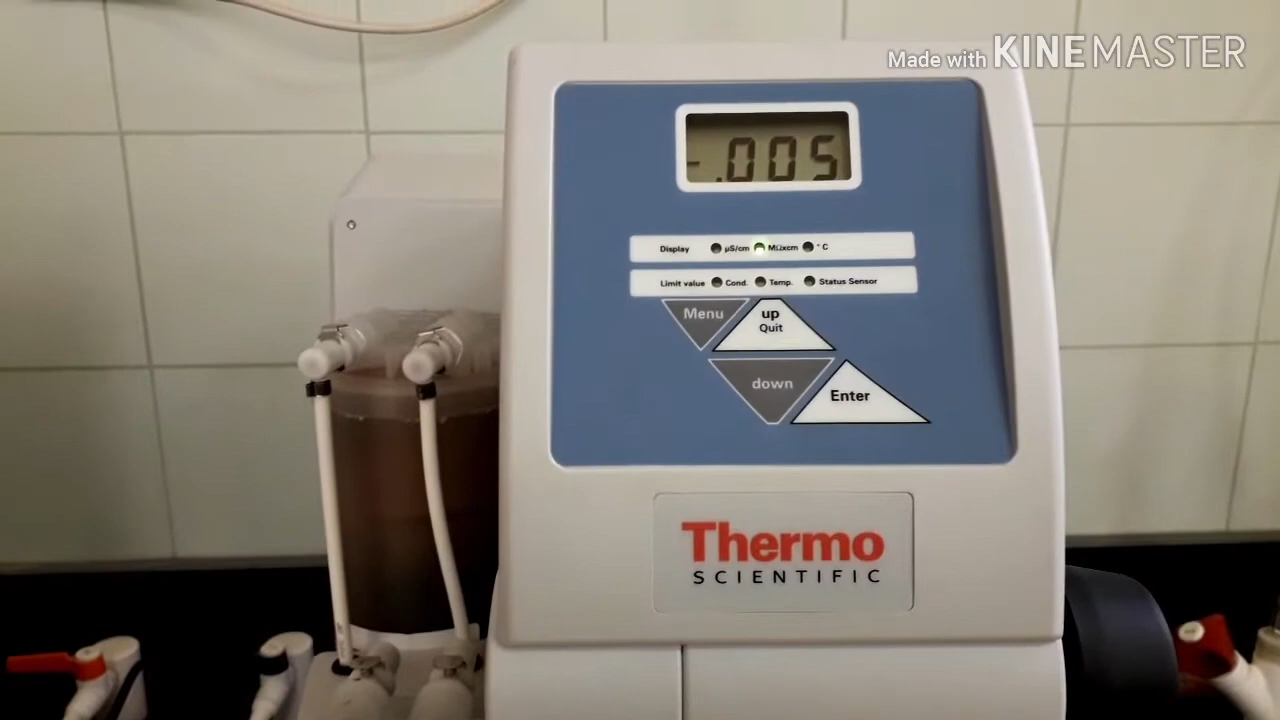 Made with KINEMASTER
-.005
Display µS/cm MΩxcm °C
Limit value Cond. Temp. Status Sensor
Menu
up
Quit
down
Enter
Thermo
SCIENTIFIC